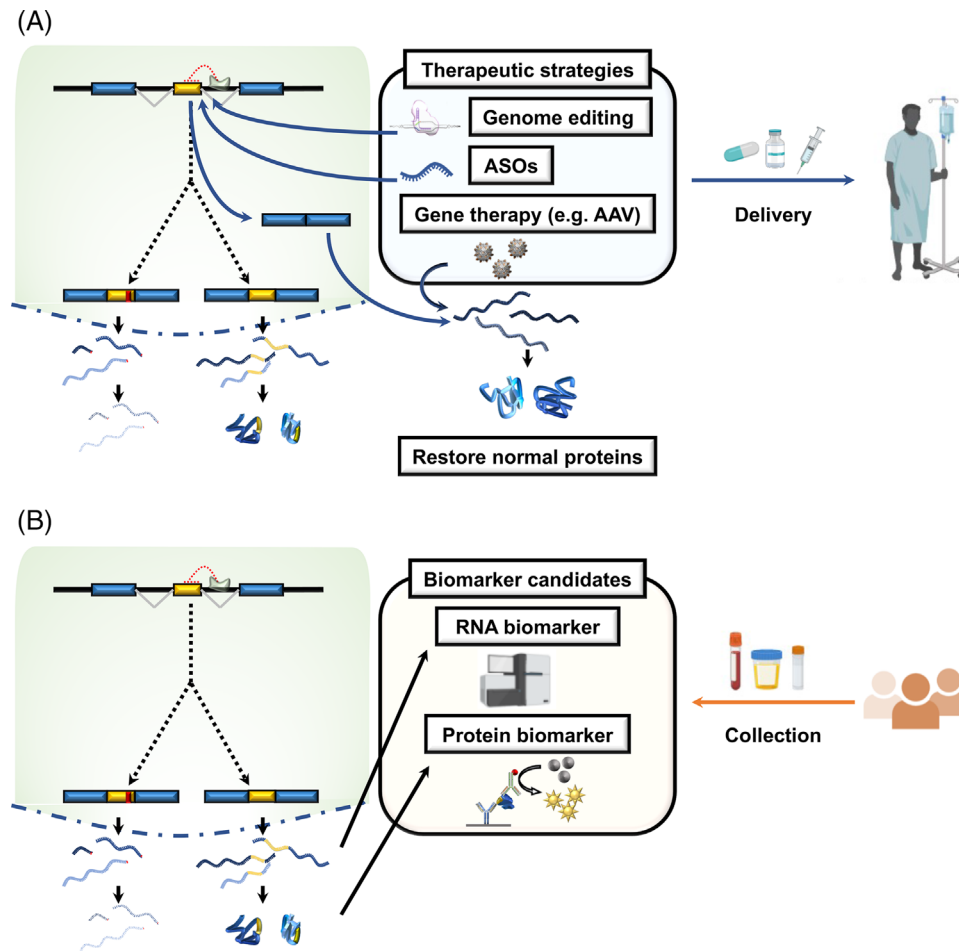 (A)
Therapeutic strategies
Genome editing
ASOs
Gene therapy (e.g. AAV)
Delivery
Restore normal proteins
(B)
Biomarker candidates
RNA biomarker
Protein biomarker
Collection